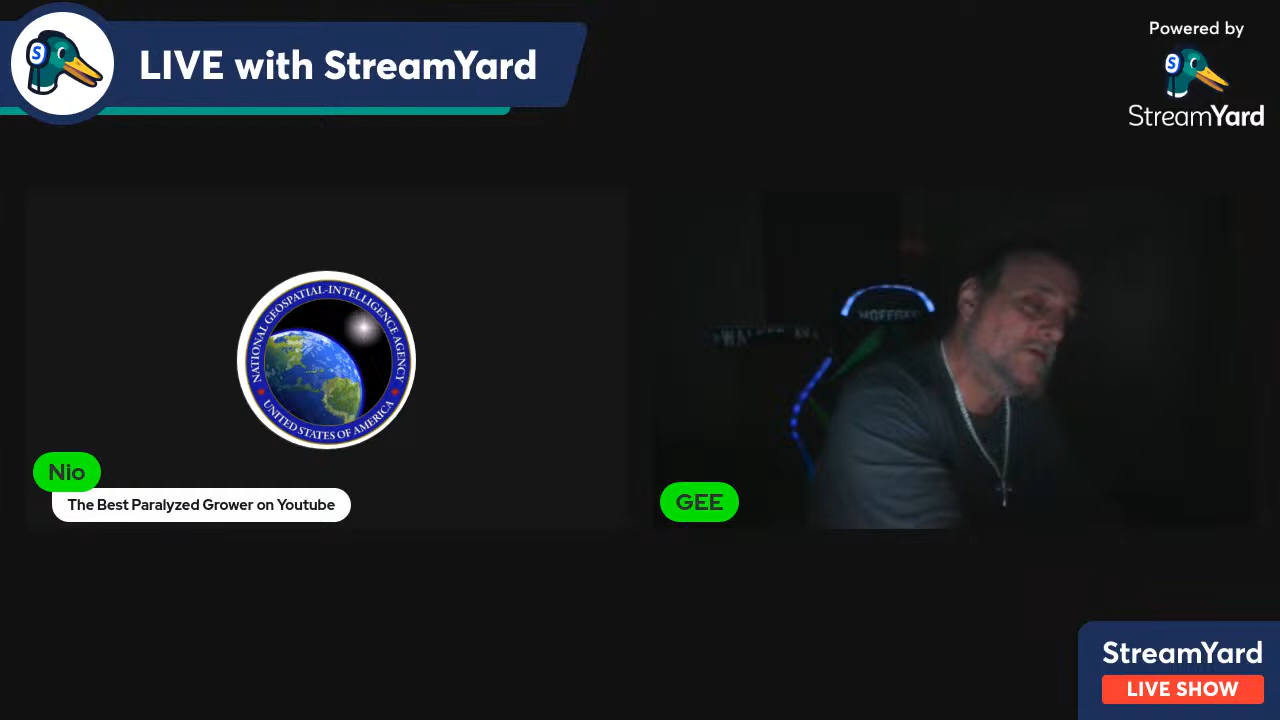 S
LIVE with StreamYard
Powered by
S
StreamYard
NATIONAL GEOSPATIAL-INTELLIGENCE AGENCY
UNITED STATES OF AMERICA
Nio
The Best Paralyzed Grower on Youtube
GEE
StreamYard
LIVE SHOW